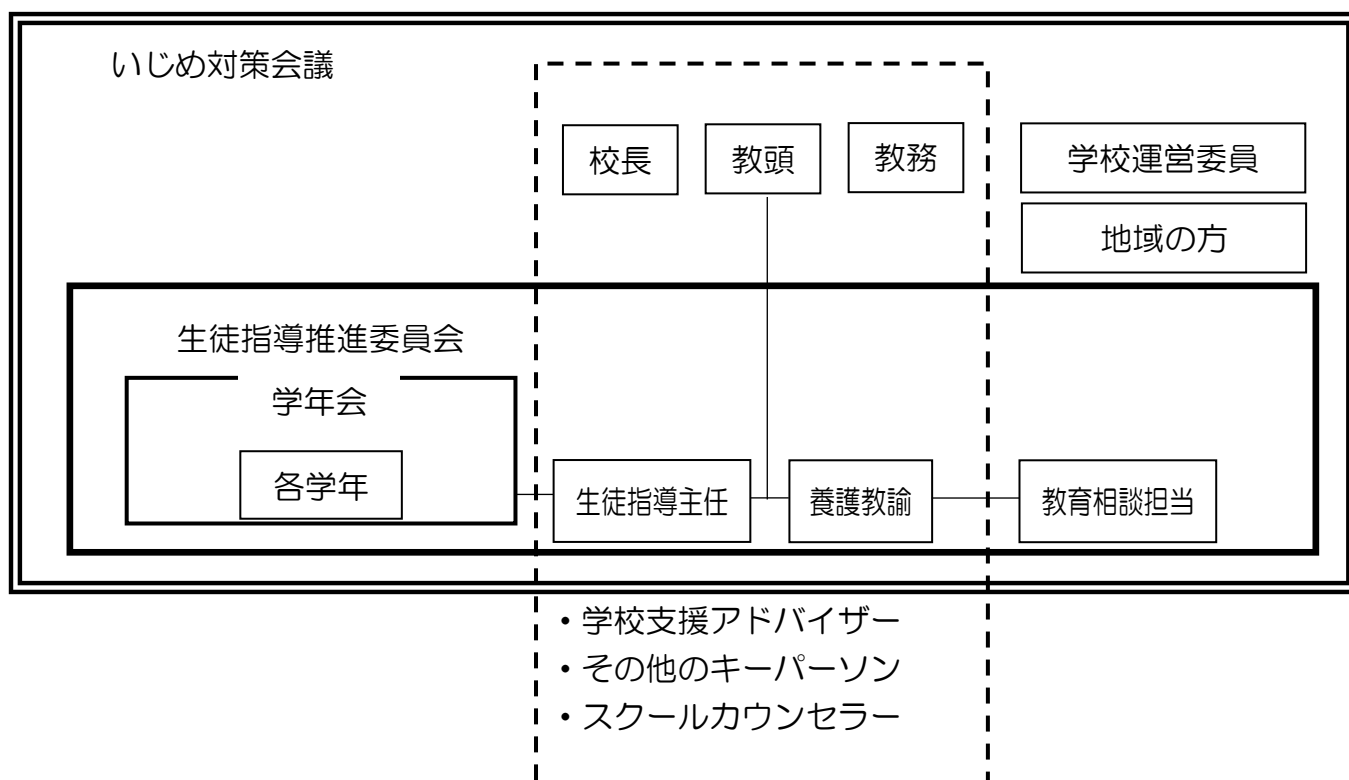 いじめ対策会議
校長
教頭
教務
学校運営委員
地域の方
生徒指導推進委員会
学年会
各学年
生徒指導主任
養護教諭
教育相談担当
・学校支援アドバイザー
・その他のキーパーソン
・スクールカウンセラー